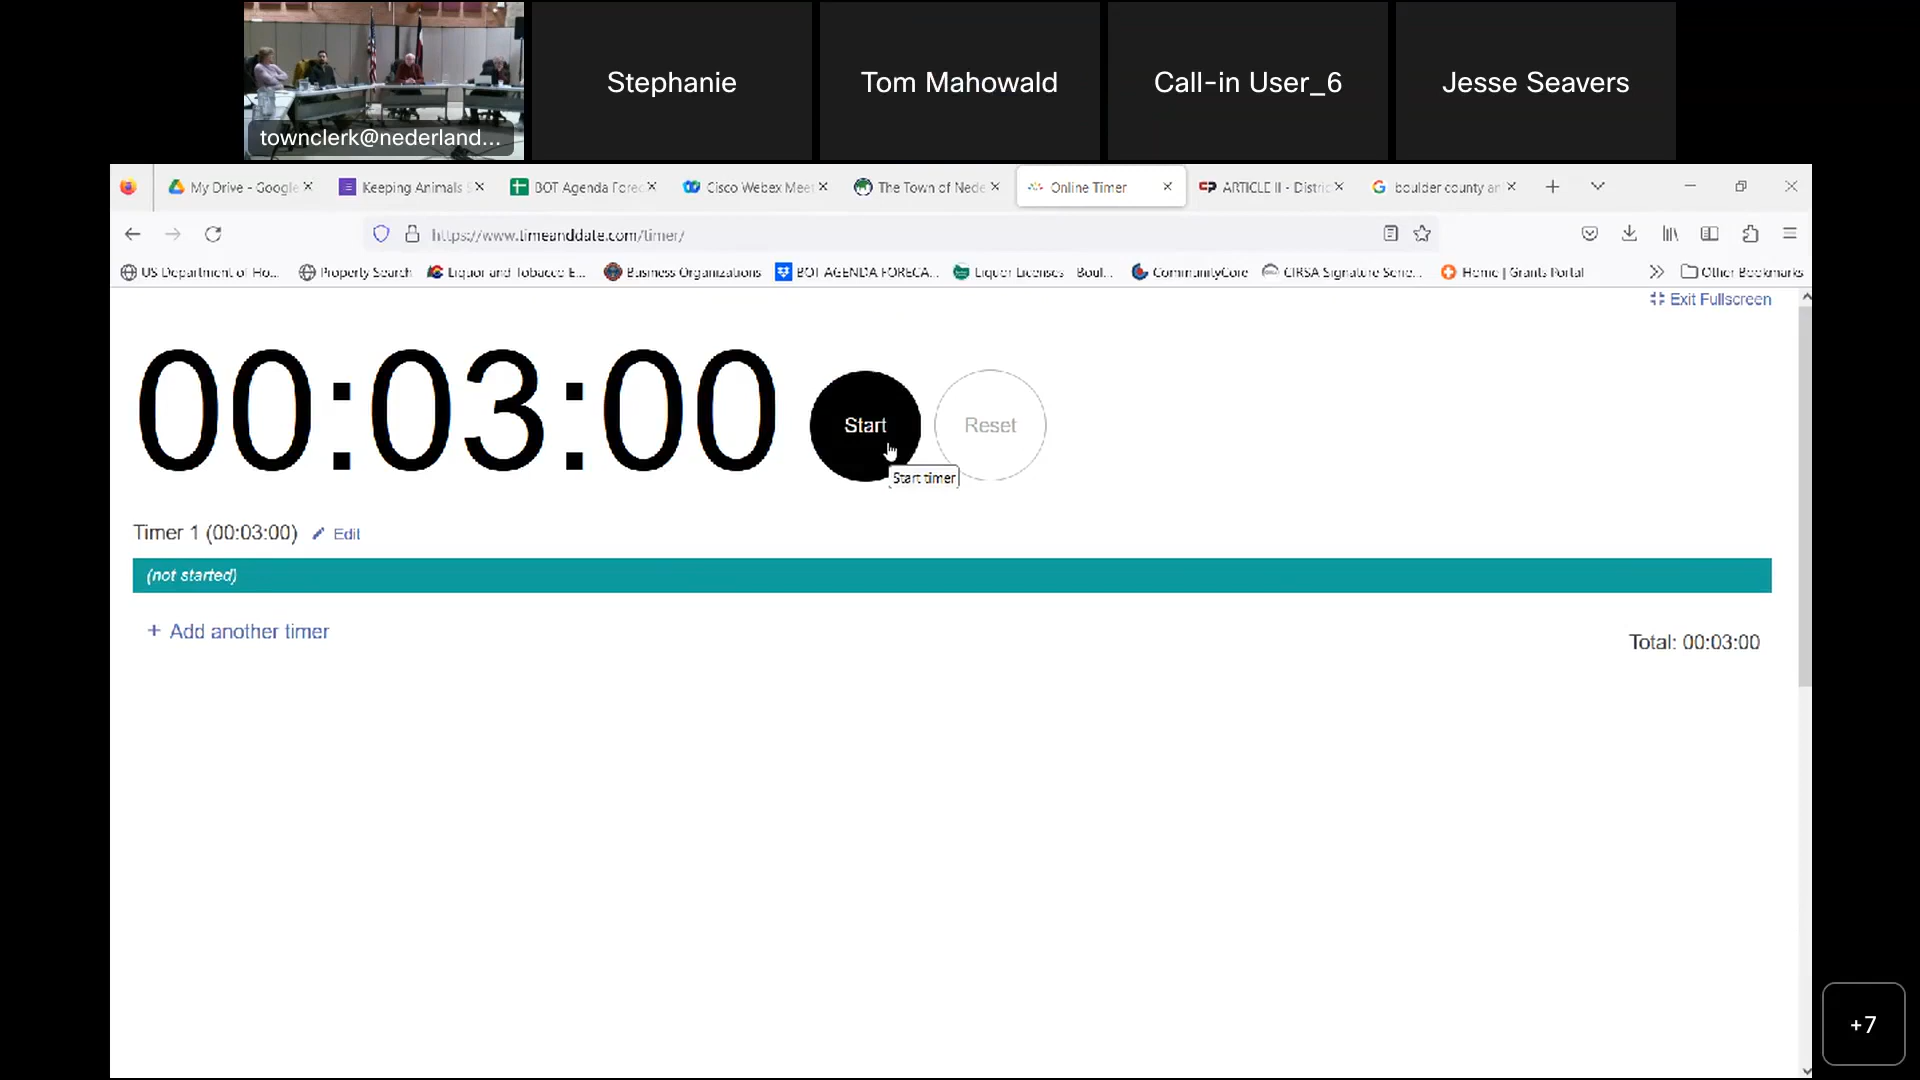 townclerk@nederland...
Stephanie
Tom Mahowald
Call-in User_6
Jesse Seavers
My Drive - Google
Keeping Animals S
BOT Agenda Forec
Cisco Webex Meet
The Town of Nede
Online Timer
ARTICLE II - Distric
boulder county an
https://www.timeanddate.com/timer/
US Department of Ho...
Property Search
Liquor and Tobacco E...
Business Organizations
BOT AGENDA FORECA...
Liquor Licenses - Boul...
CommunityCore
CIRSA Signature Serie...
Home | Grants Portal
Other Bookmarks
Exit Fullscreen
00:03:00
Start
Reset
Start timer
Timer 1 (00:03:00)
Edit
(not started)
+ Add another timer
Total: 00:03:00
+7